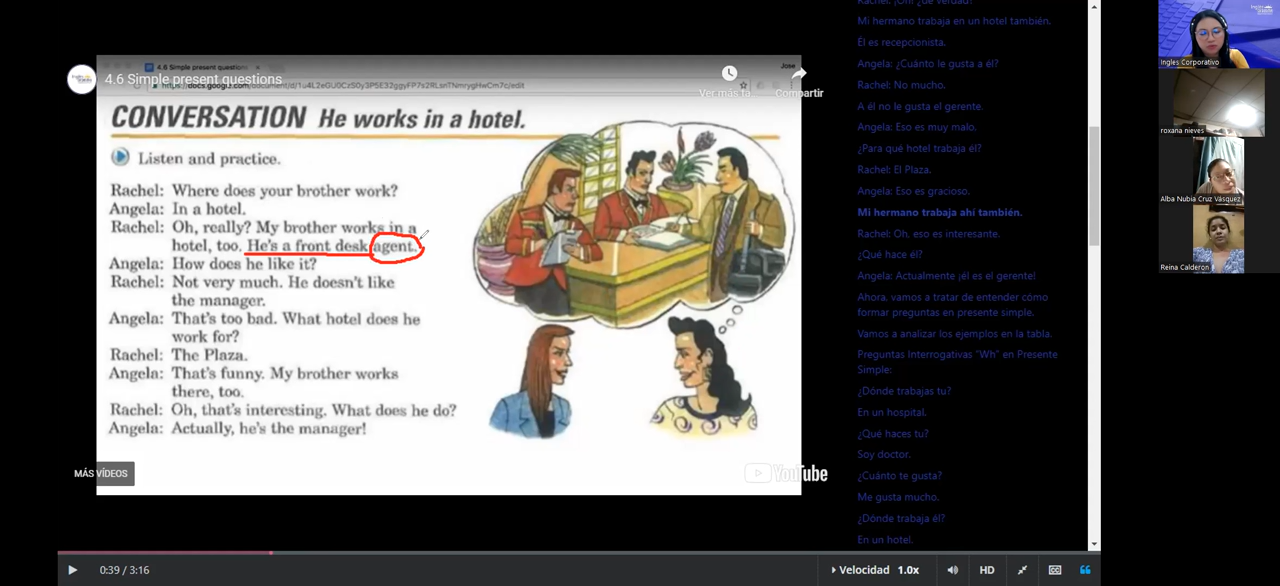 4.6 Simple present questions
Jose
4.6 Simple present questions
Ver más ta
Compartir
CONVERSATION He works in a hotel.
Listen and practice.
Rachel: Where does your brother work?
Angela: In a hotel.
Rachel: Oh, really? My brother works in a
hotel, too. He's a front desk agent.
Angela: How does he like it?
Rachel: Not very much. He doesn't like
the manager.
Angela: That's too bad. What hotel does he
work for?
Rachel: The Plaza.
Angela: That's funny. My brother works
there, too.
Rachel: Oh, that's interesting. What does he do?
Angela: Actually, he's the manager!
MÁS VÍDEOS
YouTube
0:39 / 3:16
Velocidad 1.0x
HD
Mi hermano trabaja en un hotel también.
Él es recepcionista.
Angela: ¿Cuánto le gusta a él?
Rachel: No mucho.
A él no le gusta el gerente.
Angela: Eso es muy malo.
¿Para qué hotel trabaja él?
Rachel: El Plaza.
Angela: Eso es gracioso.
Mi hermano trabaja ahí también.
Rachel: Oh, eso es interesante.
¿Qué hace él?
Angela: Actualmente ¡él es el gerente!
Ahora, vamos a tratar de entender cómo
formar preguntas en presente simple.
Vamos a analizar los ejemplos en la tabla.
Preguntas Interrogativas "Wh" en Presente
Simple:
¿Dónde trabajas tu?
En un hospital.
¿Qué haces tu?
Soy doctor.
¿Cuánto te gusta?
Me gusta mucho.
¿Dónde trabaja él?
En un hotel.
Ingles Corporativo
roxana nieves
Alba Nubia Cruz Vásquez
Reina Calderon